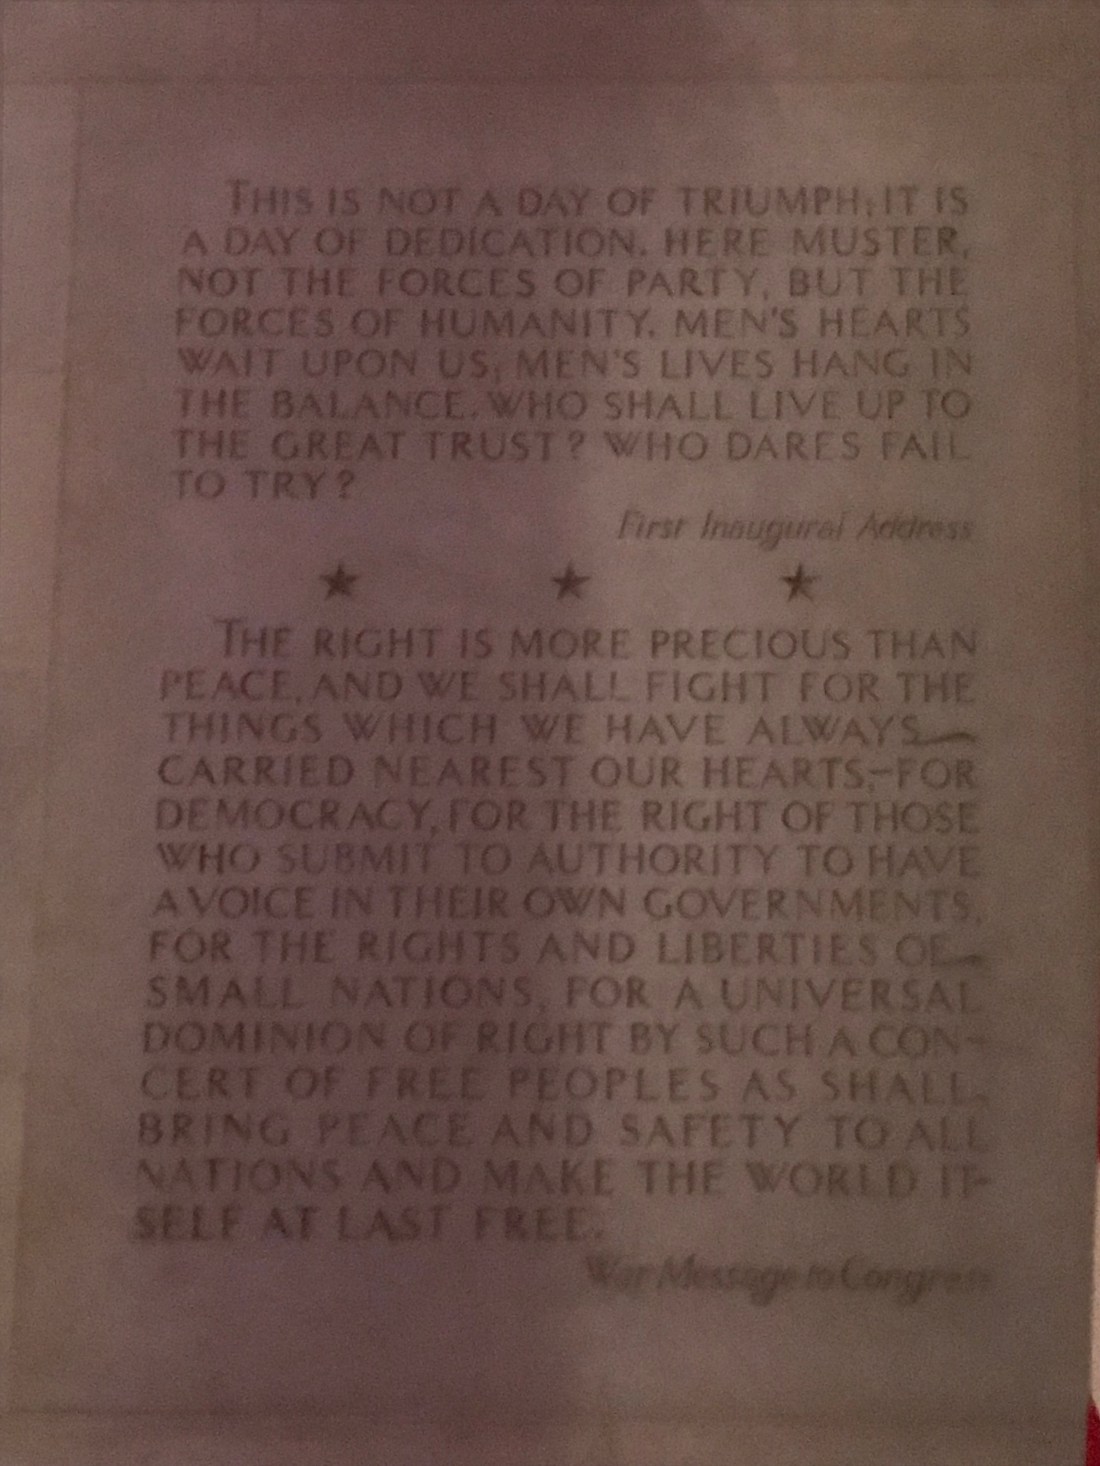 THIS IS NOT A DAY OF TRIUMPH; IT IS
A DAY OF DEDICATION. HERE MUSTER,
NOT THE FORCES OF PARTY, BUT THE
FORCES OF HUMANITY. MEN'S HEARTS
WAIT UPON US; MEN'S LIVES HANG IN
THE BALANCE. WHO SHALL LIVE UP TO
THE GREAT TRUST? WHO DARES FAIL
TO TRY?
First Inaugural Address
THE RIGHT IS MORE PRECIOUS THAN
PEACE, AND WE SHALL FIGHT FOR THE
THINGS WHICH WE HAVE ALWAYS
CARRIED NEAREST OUR HEARTS,–FOR
DEMOCRACY, FOR THE RIGHT OF THOSE
WHO SUBMIT TO AUTHORITY TO HAVE
A VOICE IN THEIR OWN GOVERNMENTS,
FOR THE RIGHTS AND LIBERTIES OF
SMALL NATIONS, FOR A UNIVERSAL
DOMINION OF RIGHT BY SUCH A CON-
CERT OF FREE PEOPLES AS SHALL
BRING PEACE AND SAFETY TO ALL
NATIONS AND MAKE THE WORLD IT-
SELF AT LAST FREE.
War Message to Congress